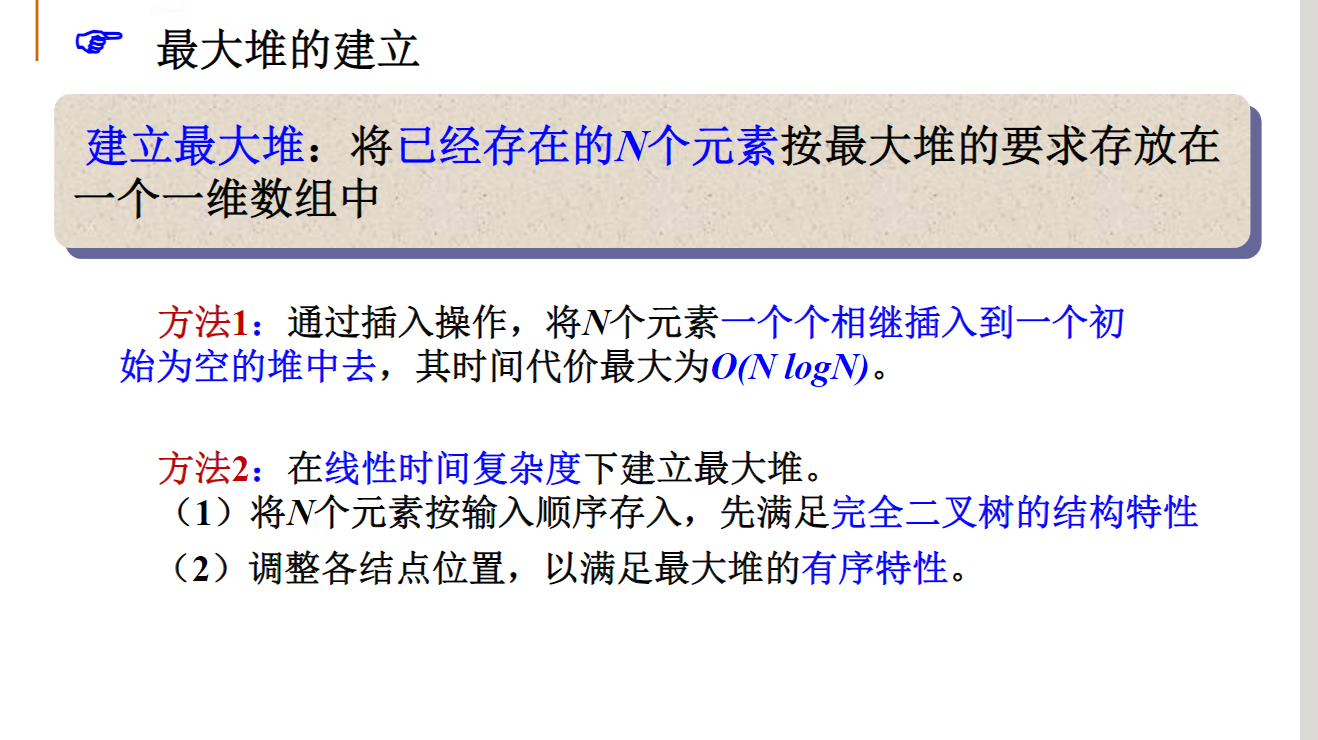 最大堆的建立
建立最大堆：将已经存在的N个元素按最大堆的要求存放在
一个一维数组中
方法1：通过插入操作，将N个元素一个个相继插入到一个初
始为空的堆中去，其时间代价最大为O(N logN)。
方法2：在线性时间复杂度下建立最大堆。
（1）将N个元素按输入顺序存入，先满足完全二叉树的结构特性
（2）调整各结点位置，以满足最大堆的有序特性。